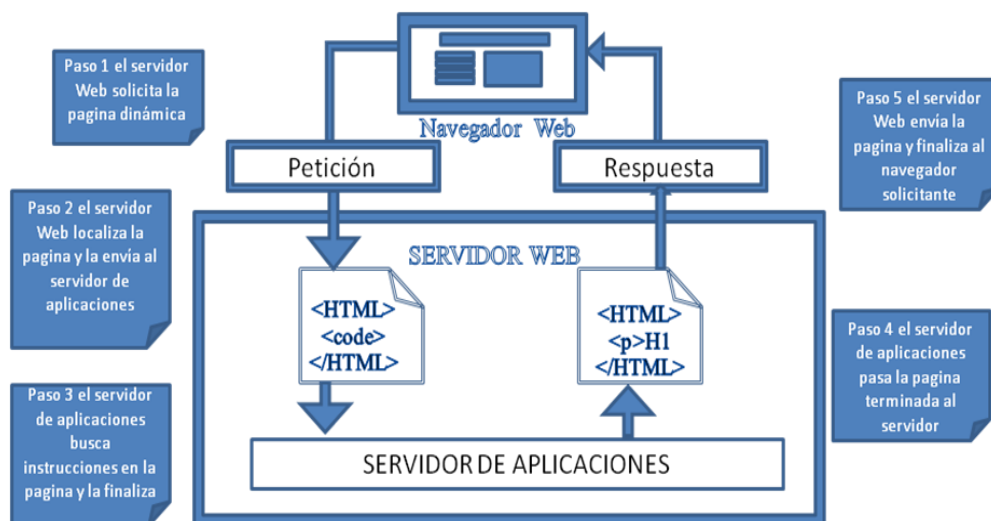 Paso 1 el servidor
Web solicita la
pagina dinámica
Navegador Web
Petición
Respuesta
Paso 5 el servidor
Web envía la
pagina y finaliza al
navegador
solicitante
Paso 2 el servidor
Web localiza la
pagina y la envía al
servidor de
aplicaciones
SERVIDOR WEB
<HTML>
<code>
</HTML>
<HTML>
<p>H1
</HTML>
Paso 4 el servidor
de aplicaciones
pasa la pagina
terminada al
servidor
Paso 3 el servidor
de aplicaciones
busca
instrucciones en la
pagina y la finaliza
SERVIDOR DE APLICACIONES